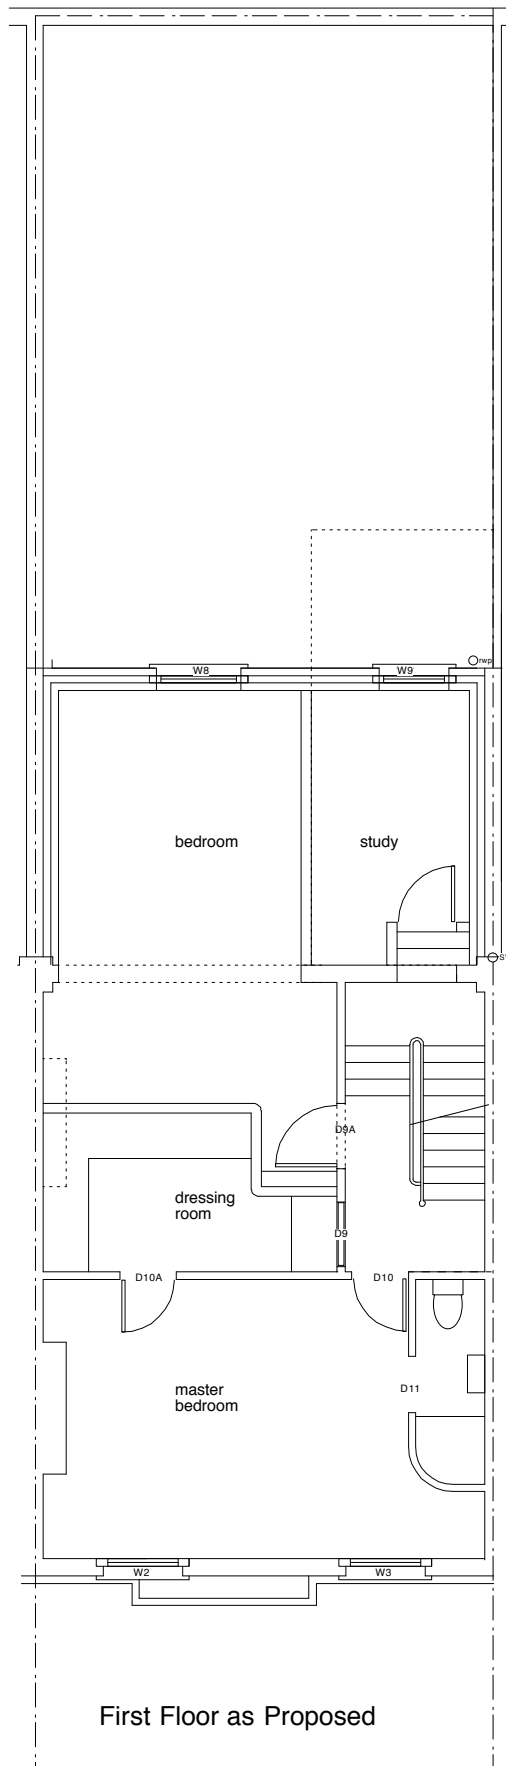 rwp
W8
W9
bedroom
study
D9A
dressing
room
D9
D10A
D10
master
bedroom
D11
W2
W3
First Floor as Proposed